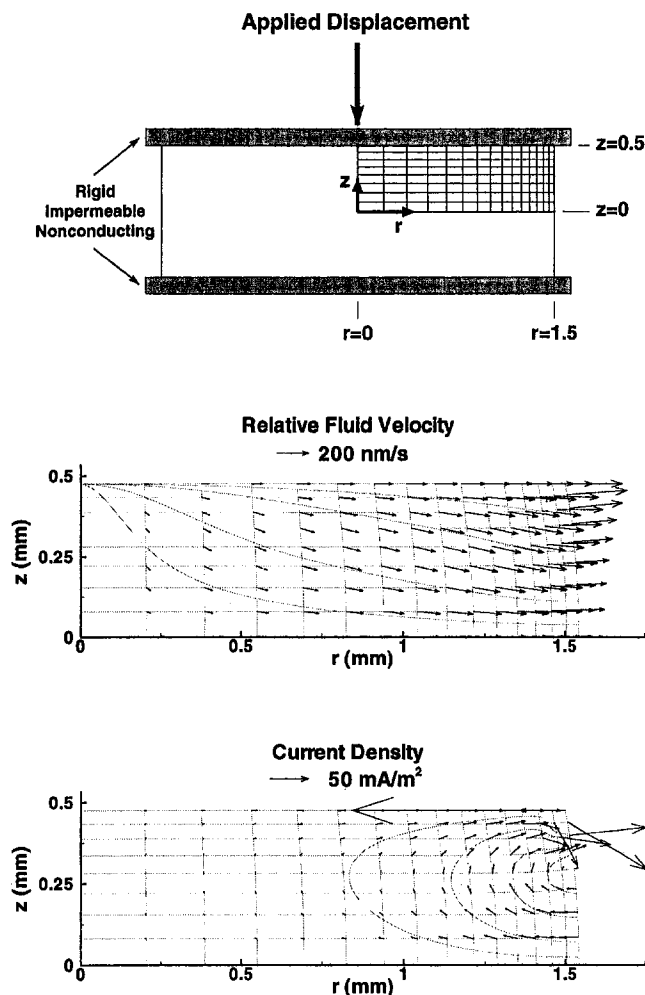 Applied Displacement
z=0.5
Rigid
Impermeable
Nonconducting
z
z=0
r
r=0
r=1.5
Relative Fluid Velocity
200 nm/s
0.5
0.25
0
z (mm)
0
0.5
1
1.5
r (mm)
Current Density
50 mA/m²
0.5
0.25
0
z (mm)
0
0.5
1
1.5
r (mm)